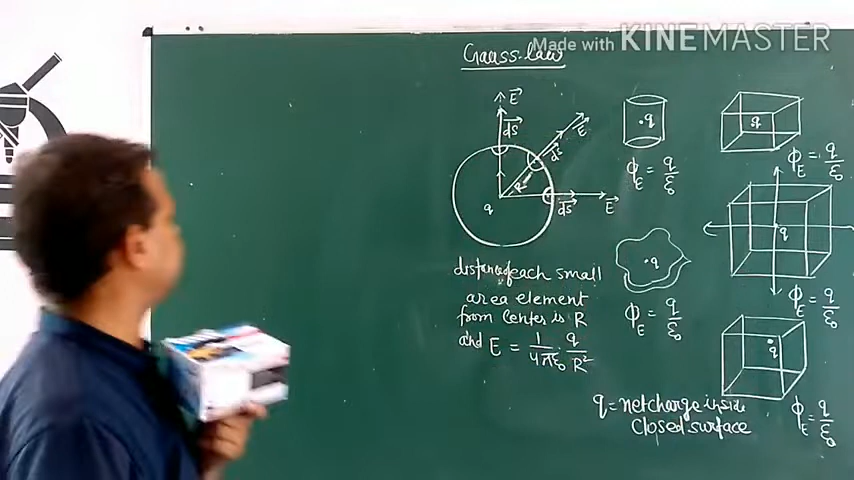 Gauss-law
Made with KINEMASTER
E⃗
ds⃗
E⃗
ds⃗
R
ds⃗
E⃗
q
distance of each small
area element
from center is R
and E = 1/4πε₀ · q/R²
q
ϕE = q/ε₀
q
ϕE = q/ε₀
q
ϕE = q/ε₀
q
ϕE = q/ε₀
q
ϕE = q/ε₀
q = net charge inside
closed surface